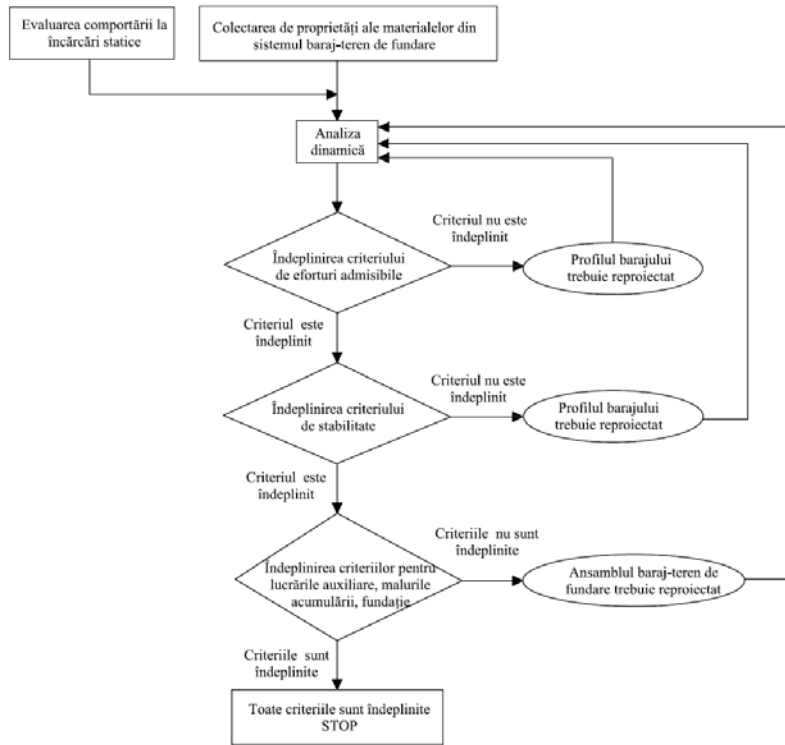 Evaluarea comportării la
încărcări statice
Colectarea de proprietăți ale materialelor din
sistemul baraj-teren de fundare
Analiza
dinamică
Criteriul nu este
îndeplinit
Îndeplinirea criteriului
de eforturi admisibile
Profilul barajului
trebuie reproiectat
Criteriul este
îndeplinit
Criteriul nu este
îndeplinit
Îndeplinirea criteriului
de stabilitate
Profilul barajului
trebuie reproiectat
Criteriul este
îndeplinit
Criteriile nu sunt
îndeplinite
Îndeplinirea criteriilor pentru
lucrările auxiliare, malurile
acumulării, fundație
Ansamblul baraj-teren de
fundare trebuie reproiectat
Criteriile sunt
îndeplinite
Toate criteriile sunt îndeplinite
STOP